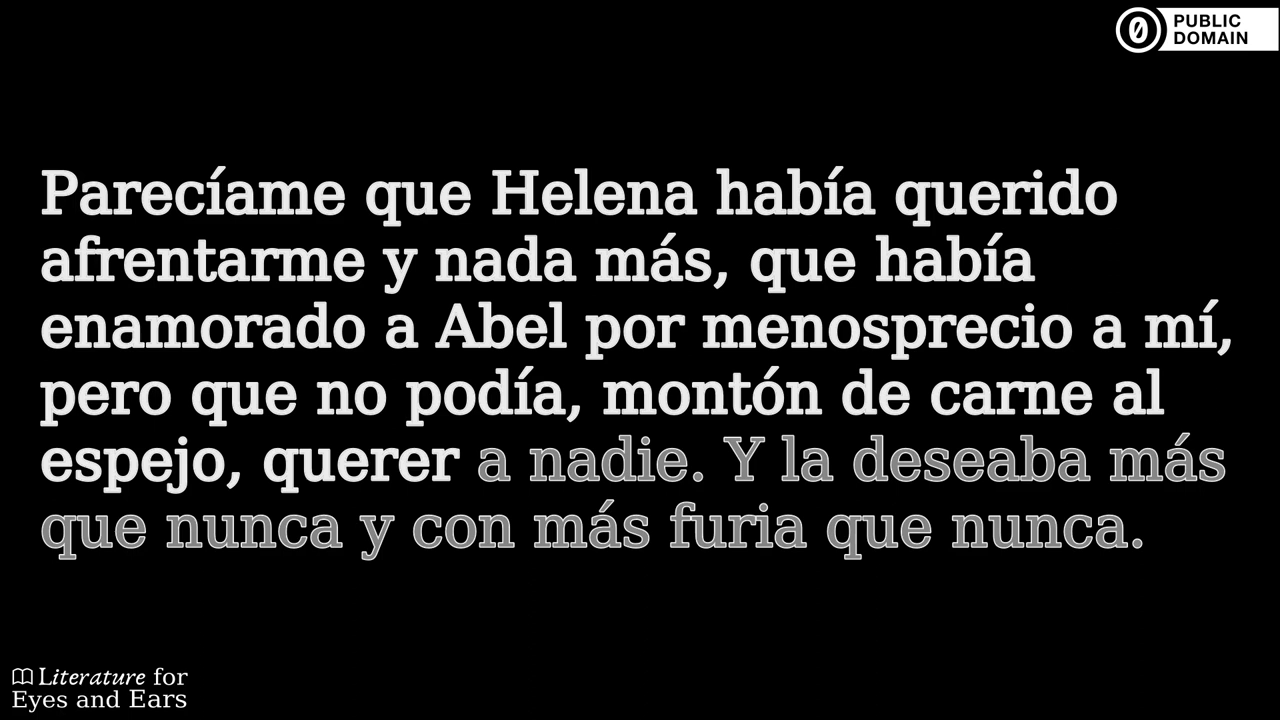 PUBLIC
DOMAIN
Parecíame que Helena había querido
afrentarme y nada más, que había
enamorado a Abel por menosprecio a mí,
pero que no podía, montón de carne al
espejo, querer a nadie. Y la deseaba más
que nunca y con más furia que nunca.
Literature for
Eyes and Ears